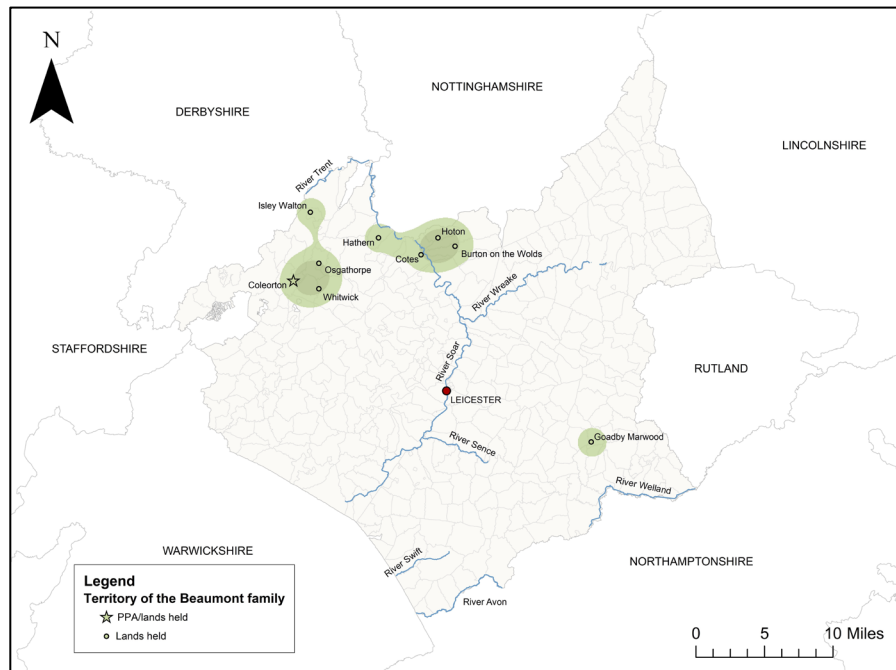 N
NOTTINGHAMSHIRE
DERBYSHIRE
LINCOLNSHIRE
River Trent
Isley Walton
Hathern
Hoton
Cotes
Burton on the Wolds
Osgathorpe
Coleorton
Whitwick
River Wreake
STAFFORDSHIRE
RUTLAND
River Soar
LEICESTER
River Sence
Goadby Marwood
River Welland
WARWICKSHIRE
NORTHAMPTONSHIRE
River Swift
River Avon
Legend
Territory of the Beaumont family
PPA/lands held
Lands held
0 5 10 Miles